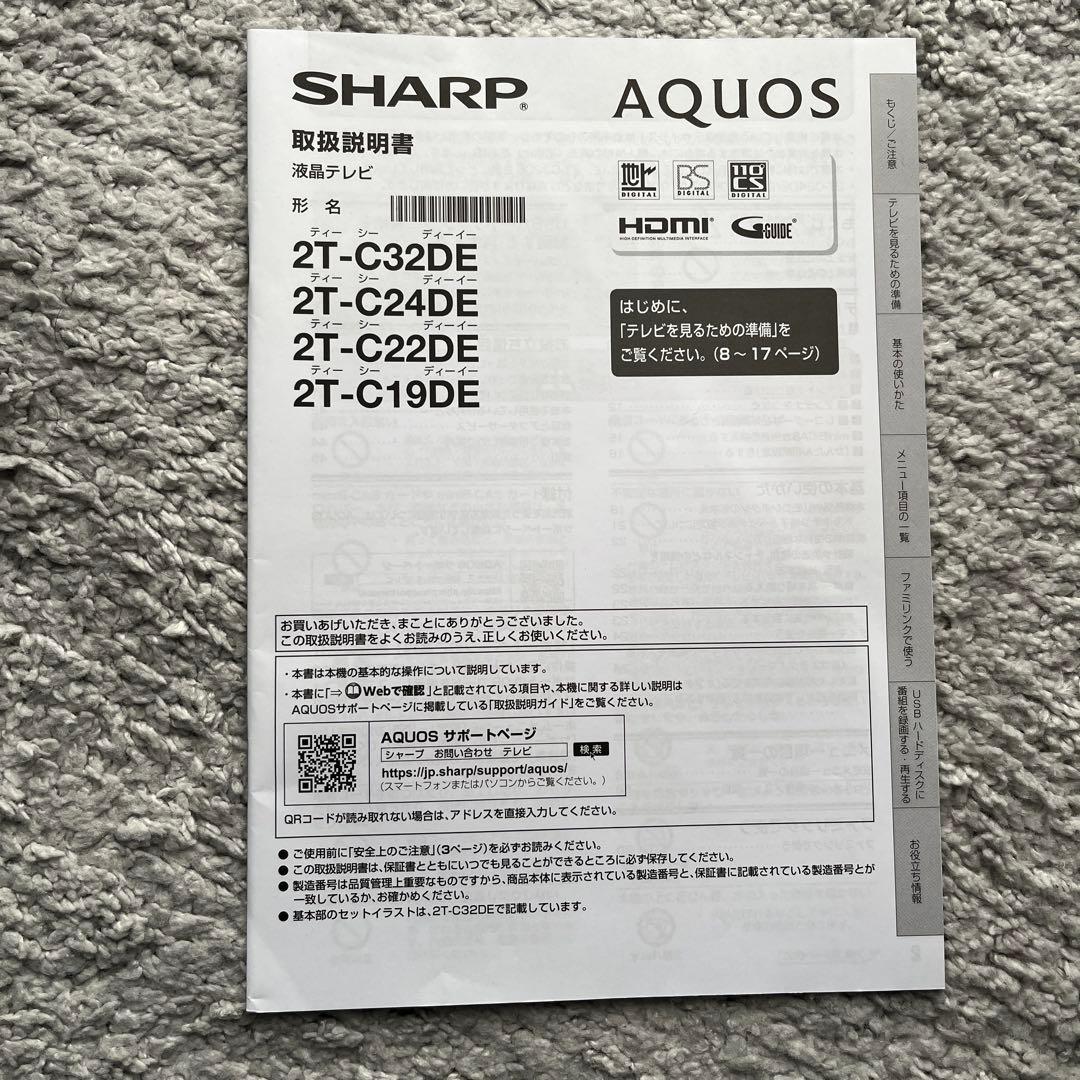 SHARP®
AQUOS
取扱説明書
液晶テレビ
形 名
ティー シー ディーイー
2T-C32DE
ティー シー ディーイー
2T-C24DE
ティー シー ディーイー
2T-C22DE
ティー シー ディーイー
2T-C19DE
地上 DIGITAL
BS DIGITAL
110°CS DIGITAL
HDMI®
HIGH-DEFINITION MULTIMEDIA INTERFACE
G-GUIDE®
はじめに、
「テレビを見るための準備」を
ご覧ください。(8～17ページ)
もくじ/ご注意
テレビを見るための準備
基本の使いかた
メニュー項目の一覧
ファミリンクで使う
USBハードディスクに
番組を録画する・再生する
お役立ち情報
お買いあげいただき、まことにありがとうございました。
この取扱説明書をよくお読みのうえ、正しくお使いください。
・本書は本機の基本的な操作について説明しています。
・本書に「⇒Webで確認」と記載されている項目や、本機に関する詳しい説明は
AQUOSサポートページに掲載している「取扱説明ガイド」をご覧ください。
AQUOS サポートページ
シャープ お問い合わせ テレビ 検索
https://jp.sharp/support/aquos/
(スマートフォンまたはパソコンからご覧ください。)
QRコードが読み取れない場合は、アドレスを直接入力してください。
● ご使用前に「安全上のご注意」(3ページ)を必ずお読みください。
● この取扱説明書は、保証書とともにいつでも見ることができるところに必ず保存してください。
● 製造番号は品質管理上重要なものですから、商品本体に表示されている製造番号と、保証書に記載されている製造番号とが
一致しているか、お確かめください。
● 基本部のセットイラストは、2T-C32DEで記載しています。